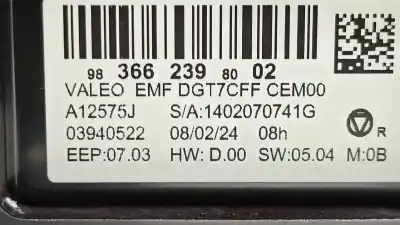 98 366 239 80 02
VALEO EMF DGT7CFF CEM00
A12575J S/A:1402070741G
03940522 08/02/24 08h
R
EEP:07.03 HW: D.00 SW:05.04 M:0B